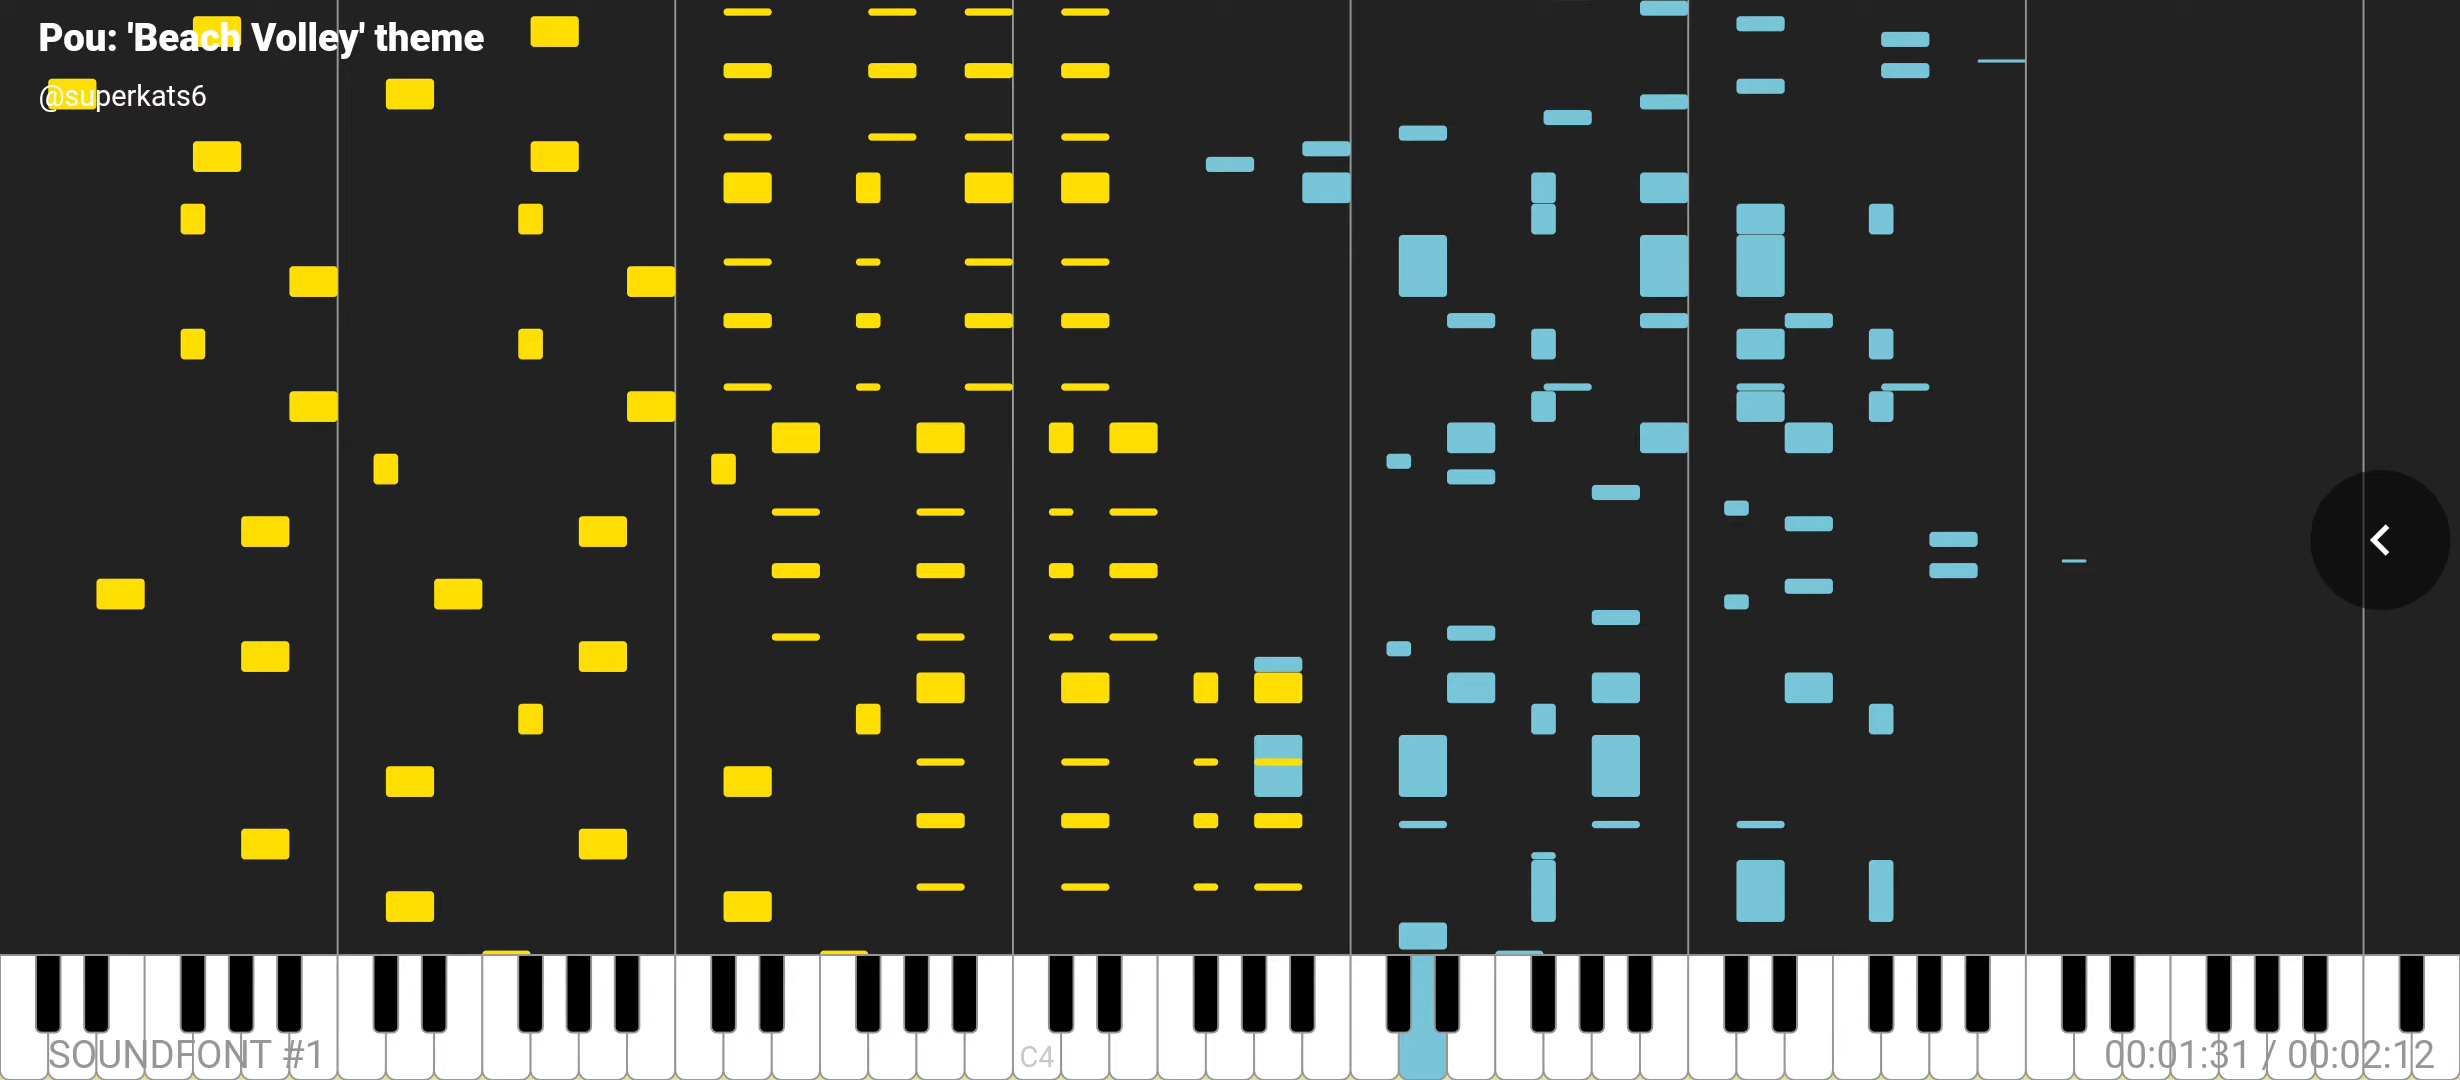 Pou: 'Beach Volley' theme
@superkats6
C4
SOUNDFONT #1
00:01:31 / 00:02:12